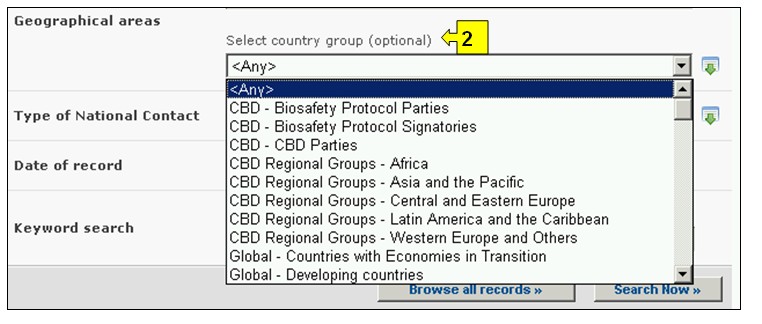 Geographical areas
Select country group (optional)
2
<Any>
<Any>
CBD - Biosafety Protocol Parties
CBD - Biosafety Protocol Signatories
CBD - CBD Parties
CBD Regional Groups - Africa
CBD Regional Groups - Asia and the Pacific
CBD Regional Groups - Central and Eastern Europe
CBD Regional Groups - Latin America and the Caribbean
CBD Regional Groups - Western Europe and Others
Global - Countries with Economies in Transition
Global - Developing countries
Type of National Contact
Date of record
Keyword search
Browse all records »
Search Now »